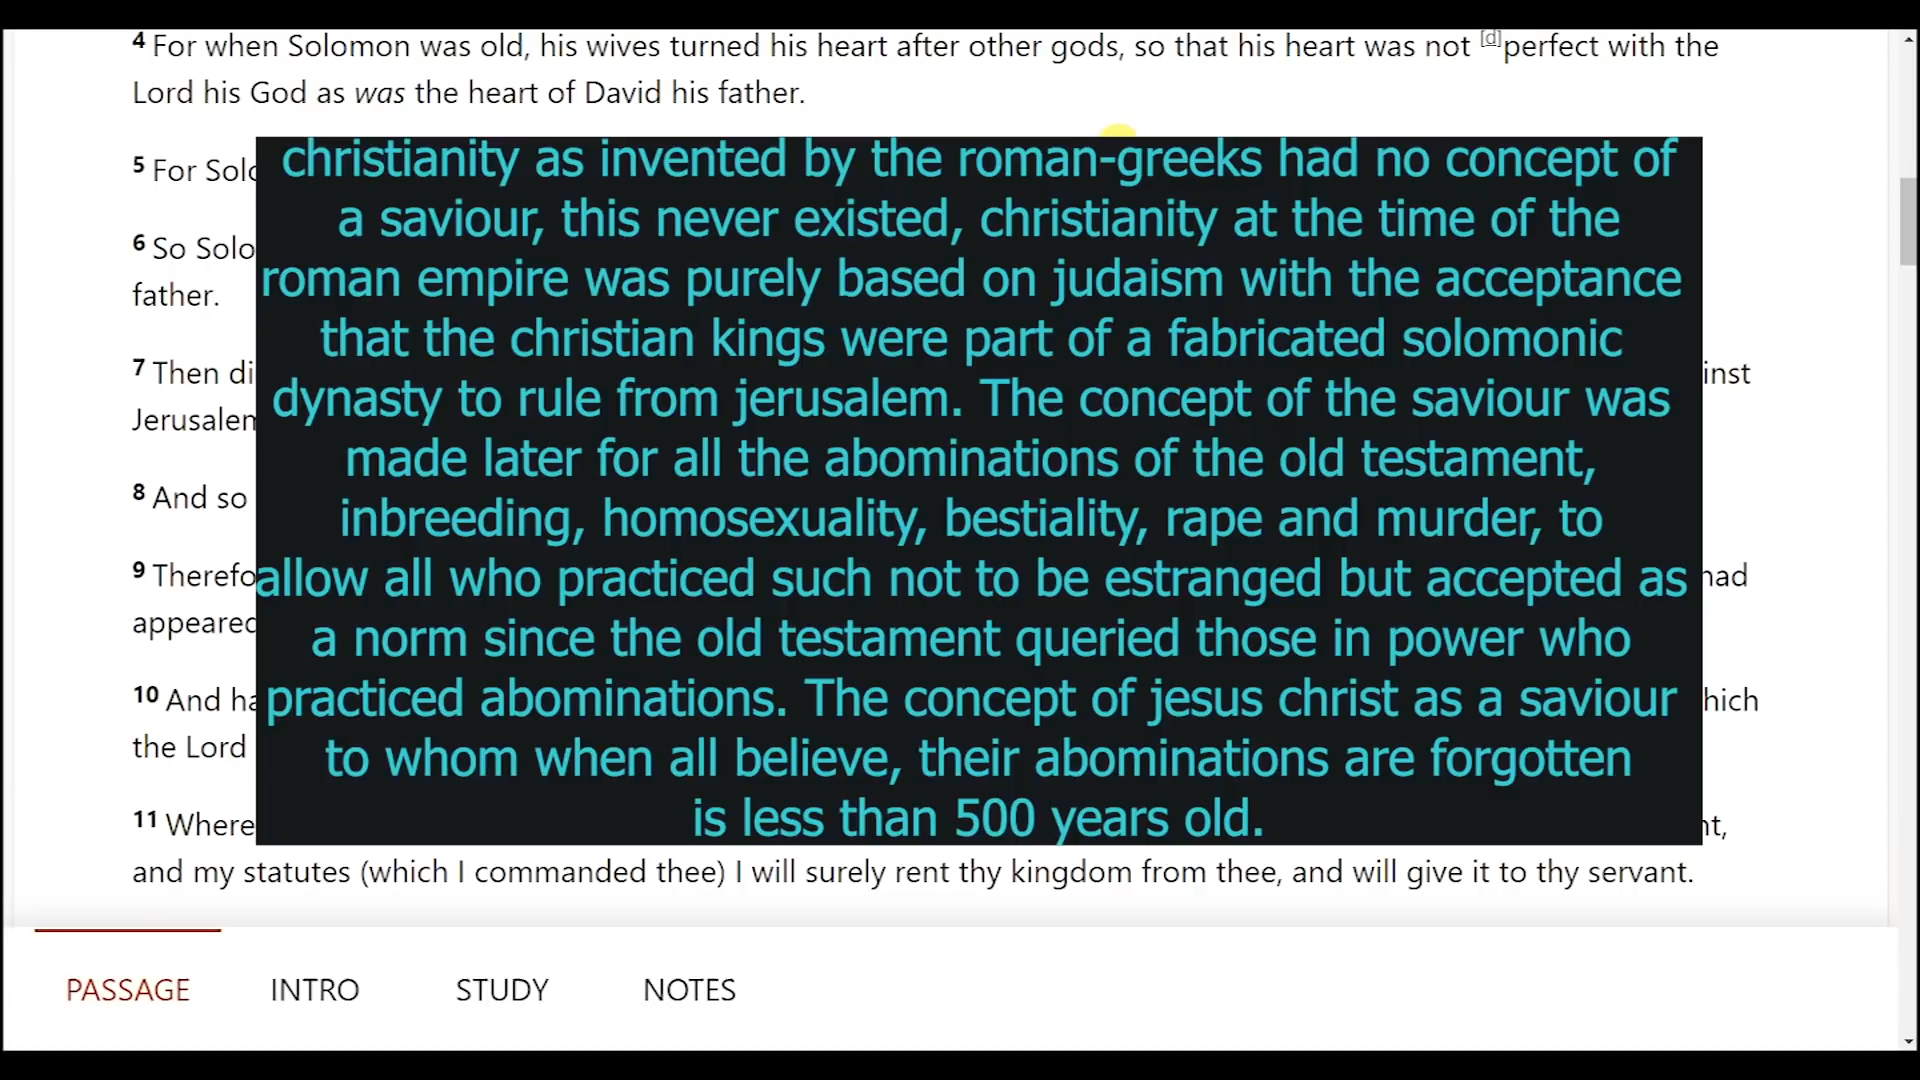 4 For when Solomon was old, his wives turned his heart after other gods, so that his heart was not [d]perfect with the
Lord his God as was the heart of David his father.
5 For Solo
6 So Solo
father.
7 Then di
inst
Jerusalem
8 And so
9 Therefo
had
appeared
10 And ha
hich
the Lord
11 Where
nt,
and my statutes (which I commanded thee) I will surely rent thy kingdom from thee, and will give it to thy servant.
christianity as invented by the roman-greeks had no concept of
a saviour, this never existed, christianity at the time of the
roman empire was purely based on judaism with the acceptance
that the christian kings were part of a fabricated solomonic
dynasty to rule from jerusalem. The concept of the saviour was
made later for all the abominations of the old testament,
inbreeding, homosexuality, bestiality, rape and murder, to
allow all who practiced such not to be estranged but accepted as
a norm since the old testament queried those in power who
practiced abominations. The concept of jesus christ as a saviour
to whom when all believe, their abominations are forgotten
is less than 500 years old.
PASSAGE INTRO STUDY NOTES